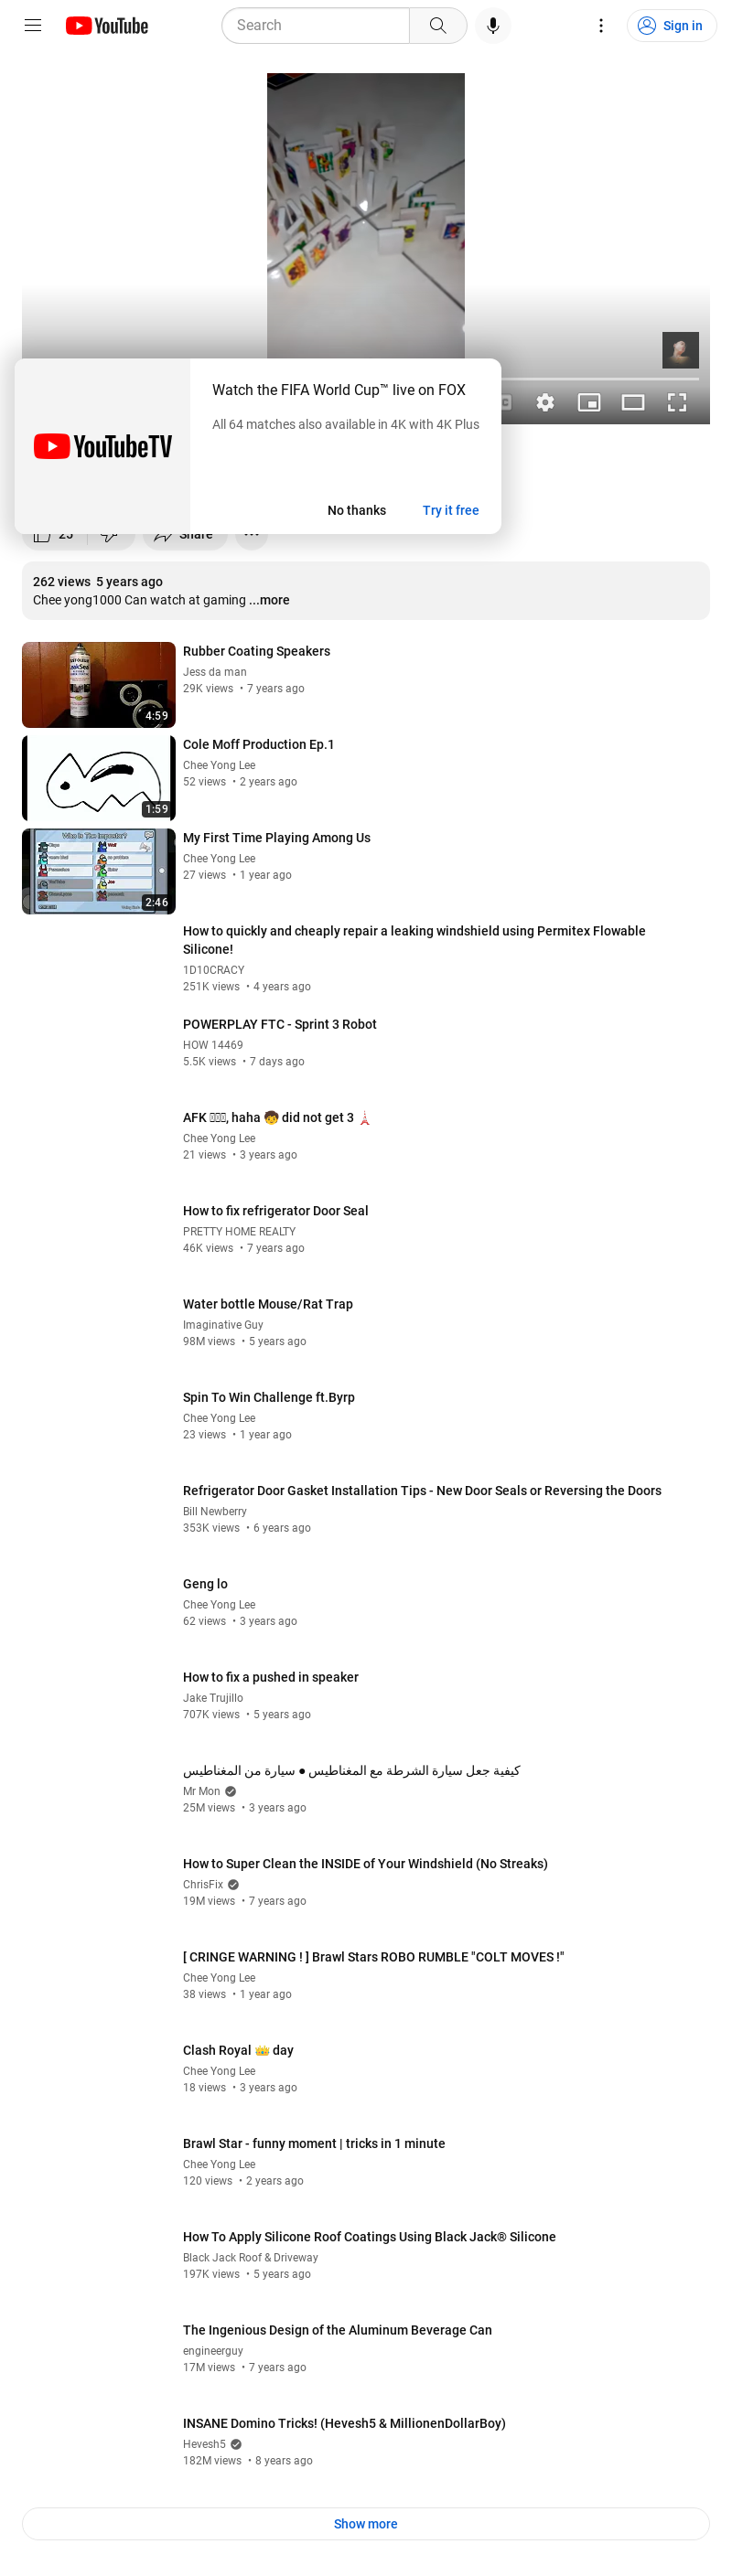 YouTube
Search
Sign in
Watch the FIFA World Cup™ live on FOX
All 64 matches also available in 4K with 4K Plus
YouTubeTV
No thanks
Try it free
25
Share
262 views 5 years ago
Chee yong1000 Can watch at gaming ...more
Rubber Coating Speakers
Jess da man
29K views • 7 years ago
4:59
Cole Moff Production Ep.1
Chee Yong Lee
52 views • 2 years ago
1:59
My First Time Playing Among Us
Chee Yong Lee
27 views • 1 year ago
Who Is The Impostor?
2:46
How to quickly and cheaply repair a leaking windshield using Permitex Flowable
Silicone!
1D10CRACY
251K views • 4 years ago
POWERPLAY FTC - Sprint 3 Robot
HOW 14469
5.5K views • 7 days ago
AFK , haha 🧒 did not get 3 🗼
Chee Yong Lee
21 views • 3 years ago
How to fix refrigerator Door Seal
PRETTY HOME REALTY
46K views • 7 years ago
Water bottle Mouse/Rat Trap
Imaginative Guy
98M views • 5 years ago
Spin To Win Challenge ft.Byrp
Chee Yong Lee
23 views • 1 year ago
Refrigerator Door Gasket Installation Tips - New Door Seals or Reversing the Doors
Bill Newberry
353K views • 6 years ago
Geng lo
Chee Yong Lee
62 views • 3 years ago
How to fix a pushed in speaker
Jake Trujillo
707K views • 5 years ago
كيفية جعل سيارة الشرطة مع المغناطيس ● سيارة من المغناطيس
Mr Mon
25M views • 3 years ago
How to Super Clean the INSIDE of Your Windshield (No Streaks)
ChrisFix
19M views • 7 years ago
[ CRINGE WARNING ! ] Brawl Stars ROBO RUMBLE "COLT MOVES !"
Chee Yong Lee
38 views • 1 year ago
Clash Royal 👑 day
Chee Yong Lee
18 views • 3 years ago
Brawl Star - funny moment | tricks in 1 minute
Chee Yong Lee
120 views • 2 years ago
How To Apply Silicone Roof Coatings Using Black Jack® Silicone
Black Jack Roof & Driveway
197K views • 5 years ago
The Ingenious Design of the Aluminum Beverage Can
engineerguy
17M views • 7 years ago
INSANE Domino Tricks! (Hevesh5 & MillionenDollarBoy)
Hevesh5
182M views • 8 years ago
Show more